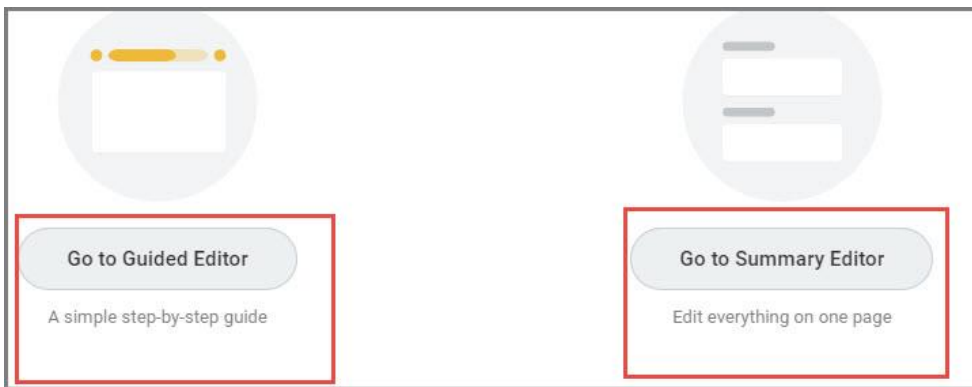 Go to Guided Editor
A simple step-by-step guide
Go to Summary Editor
Edit everything on one page